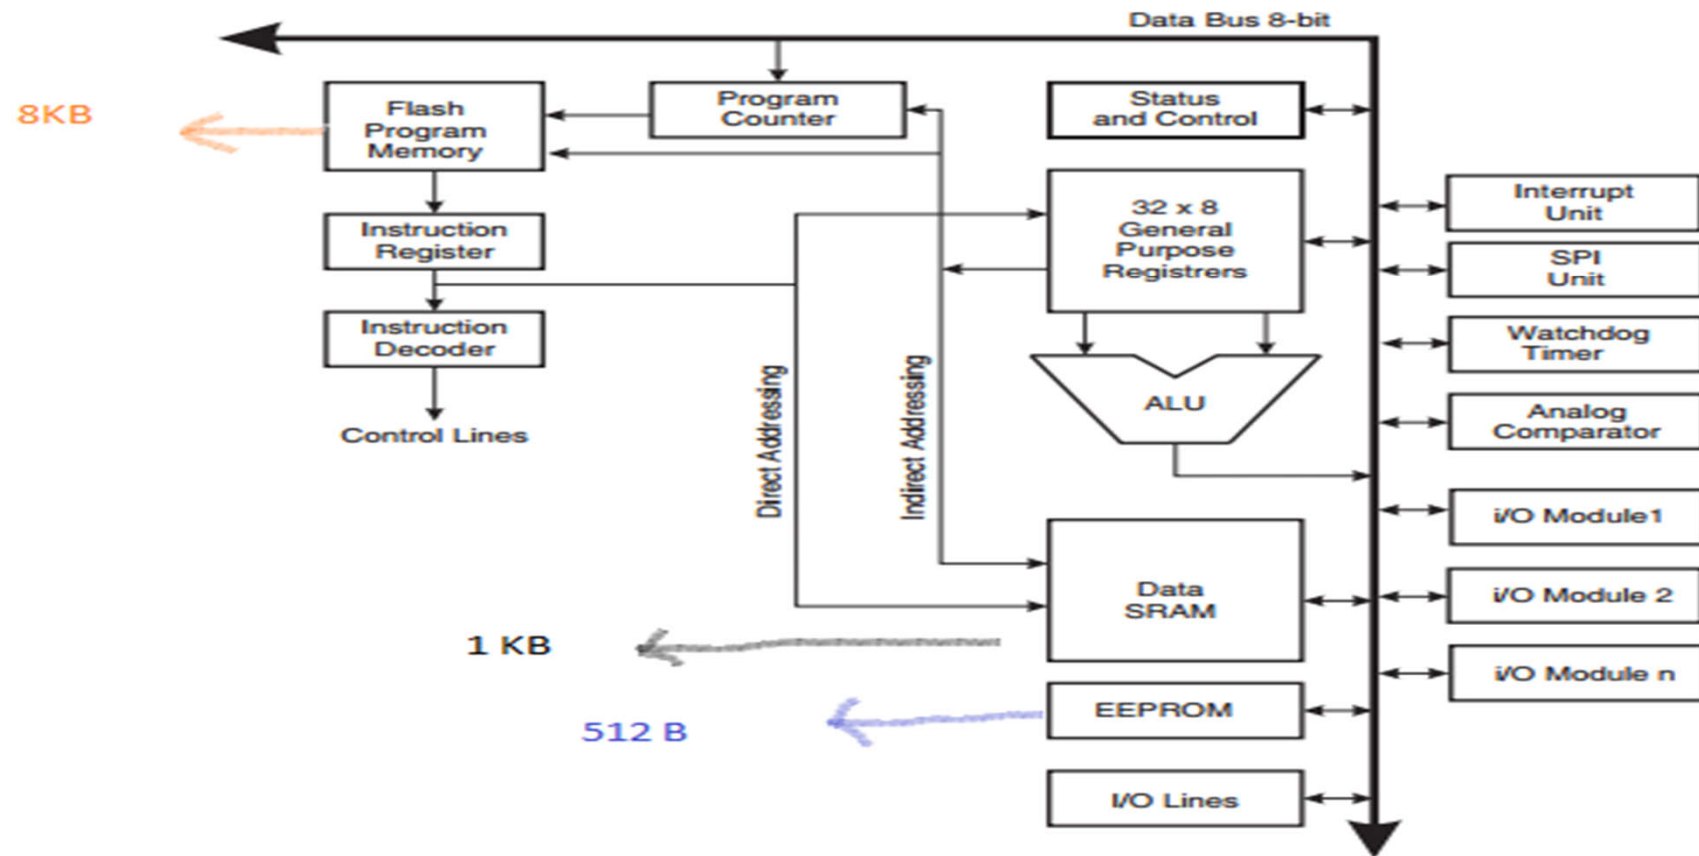 Data Bus 8-bit
8KB
Flash
Program
Memory
Program
Counter
Status
and Control
Instruction
Register
32 x 8
General
Purpose
Registrers
Interrupt
Unit
SPI
Unit
Instruction
Decoder
Watchdog
Timer
Control Lines
Direct Addressing
Indirect Addressing
ALU
Analog
Comparator
i/O Module1
Data
SRAM
i/O Module 2
1 KB
i/O Module n
512 B
EEPROM
I/O Lines